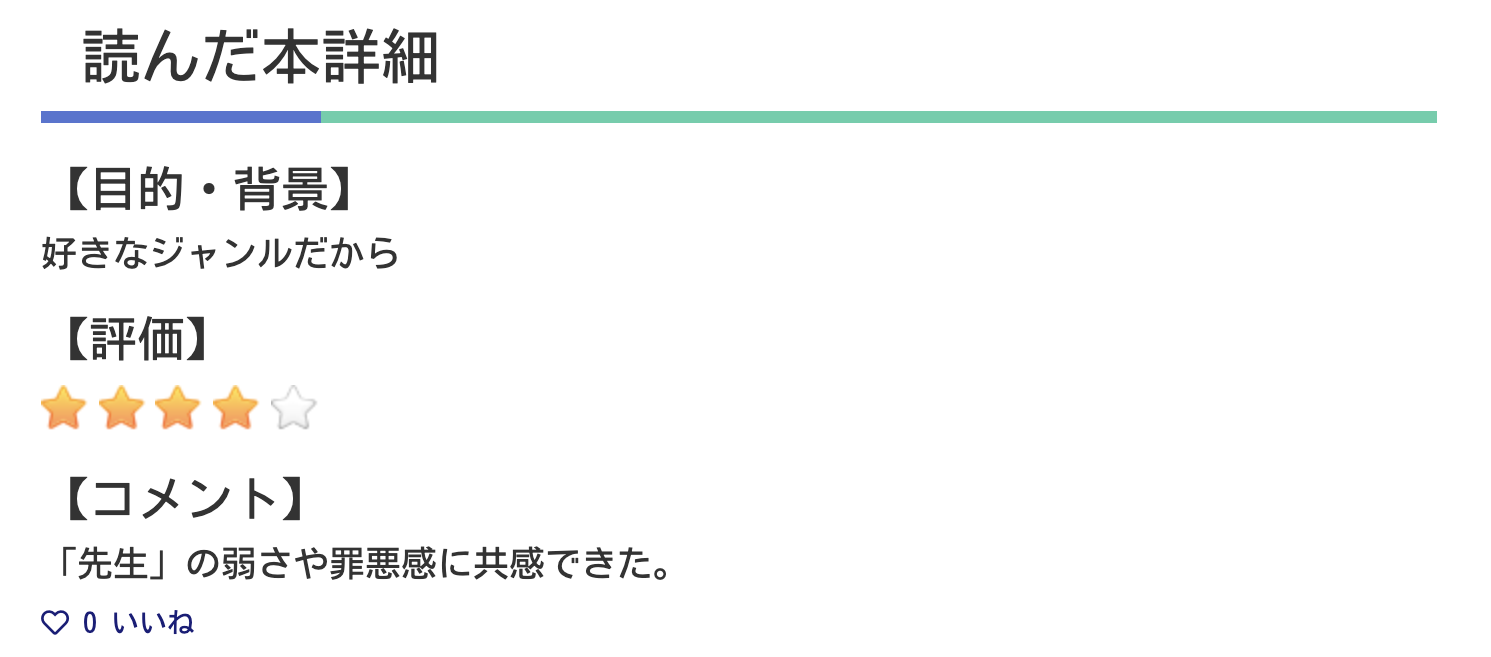 読んだ本詳細
【目的・背景】
好きなジャンルだから
【評価】
【コメント】
「先生」の弱さや罪悪感に共感できた。
0 いいね